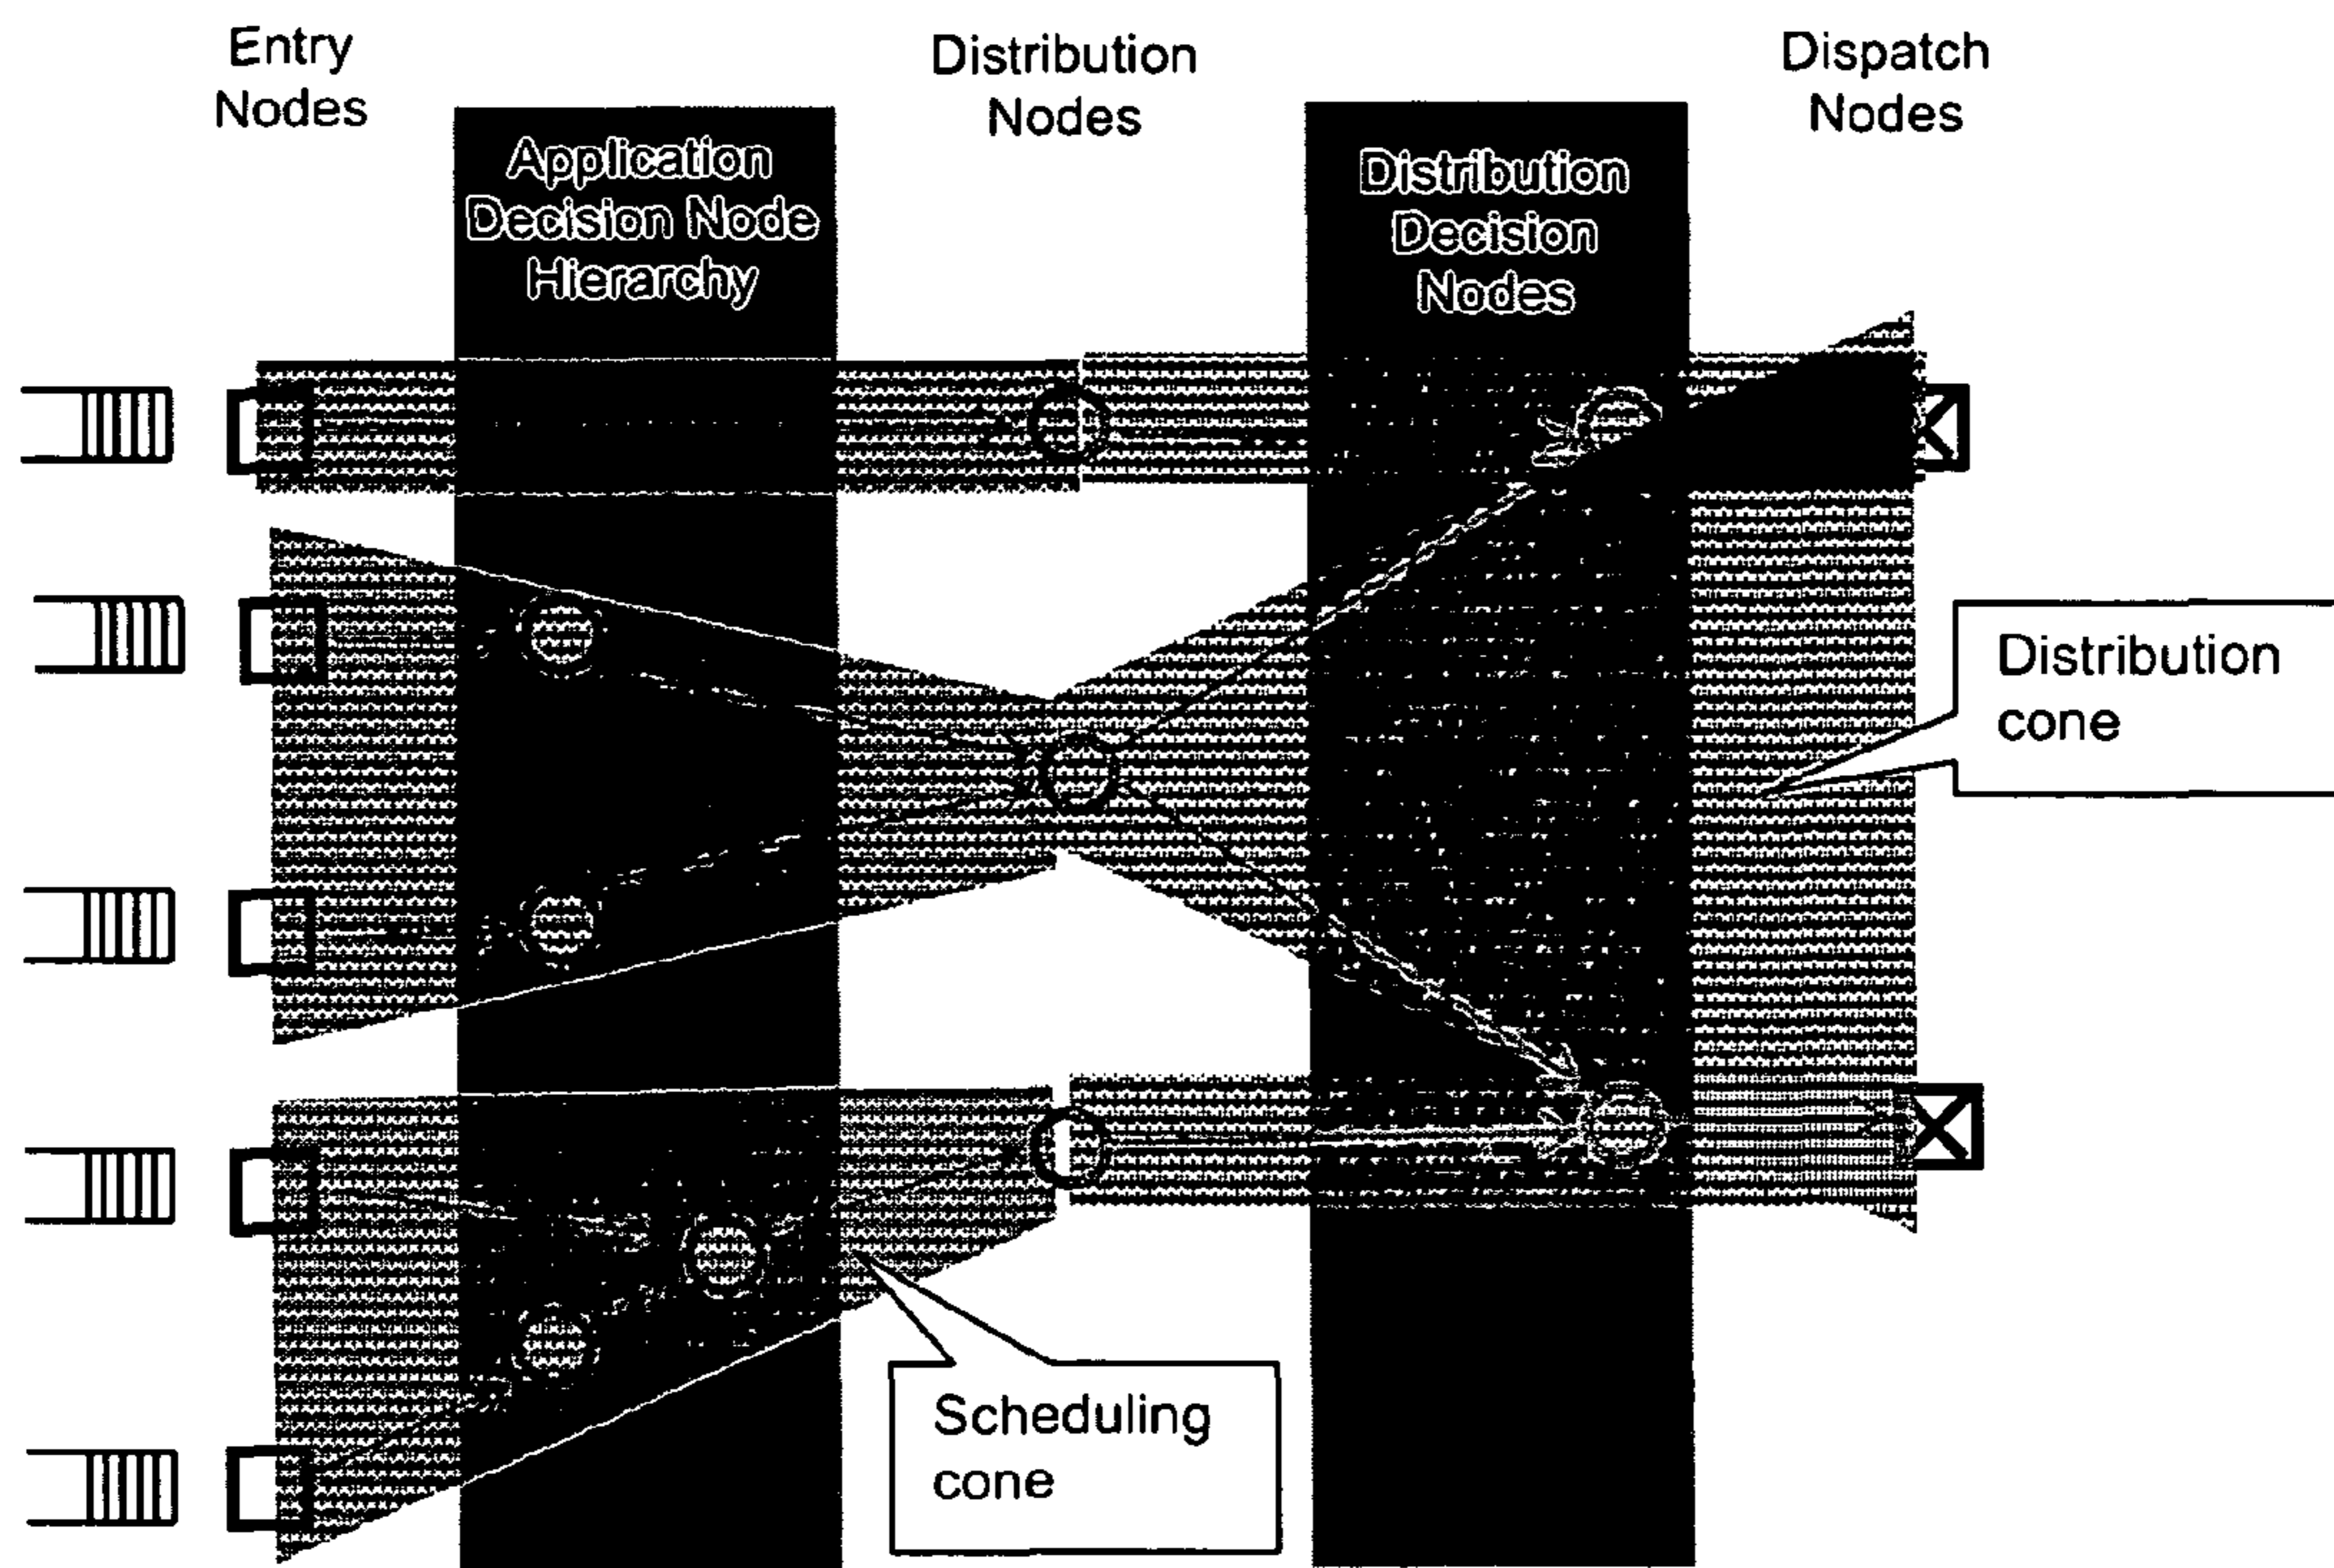 Entry
Nodes
Distribution
Nodes
Dispatch
Nodes
Application
Decision Node
Hierarchy
Distribution
Decision
Nodes
Distribution
cone
Scheduling
cone